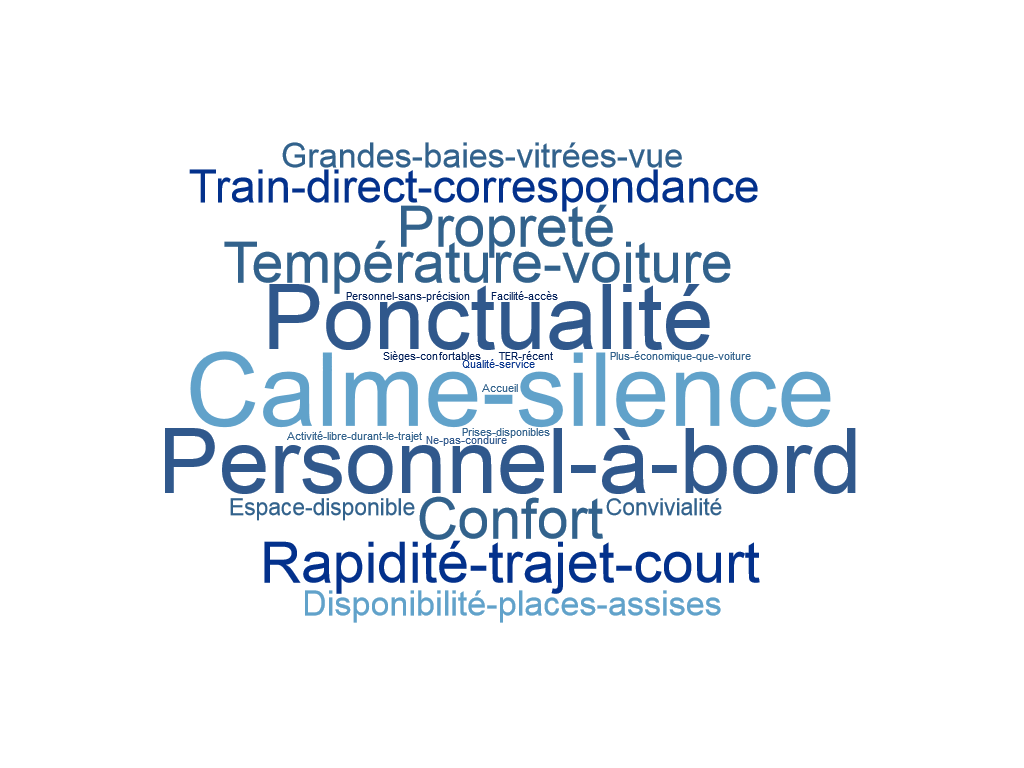 Grandes-baies-vitrées-vue
Train-direct-correspondance
Propreté
Température-voiture
Personnel-sans-précision
Facilité-accès
Ponctualité
Sièges-confortables
TER-récent
Plus-économique-que-voiture
Qualité-service
Accueil
Calme-silence
Prises-disponibles
Activité-libre-durant-le-trajet
Ne-pas-conduire
Personnel-à-bord
Espace-disponible
Confort
Convivialité
Rapidité-trajet-court
Disponibilité-places-assises